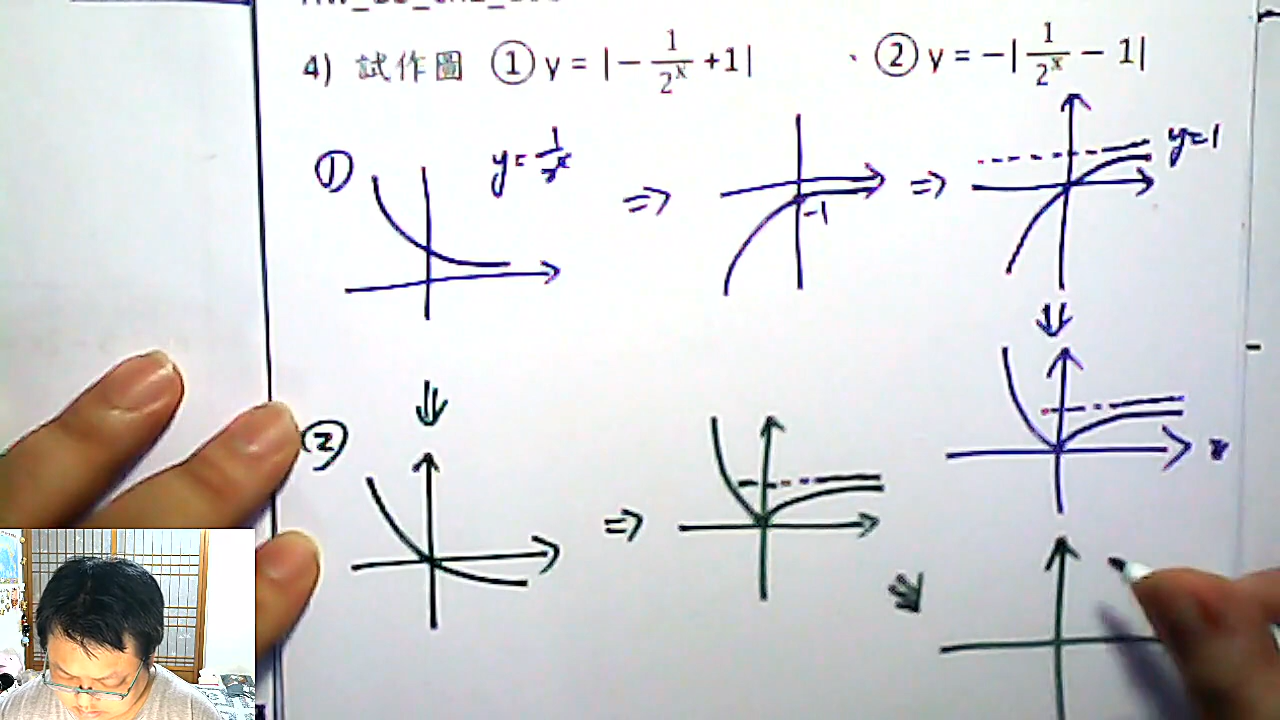 4) 試作圖 ① y = |− 1/2^x +1| 、 ② y = −| 1/2^x − 1|
① y = 1/2^x ⇒ -1 ⇒ y=1
⇓
⇓
② ⇒ x